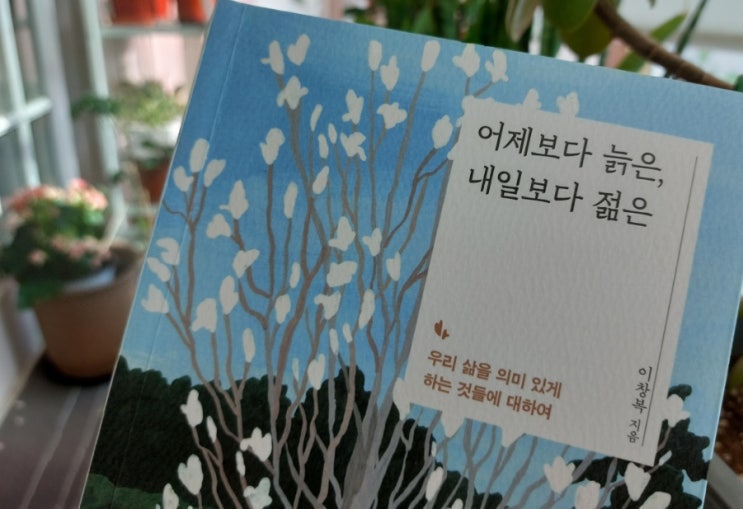 어제보다 늙은,
내일보다 젊은
우리 삶을 의미 있게
하는 것들에 대하여
이창복 지음